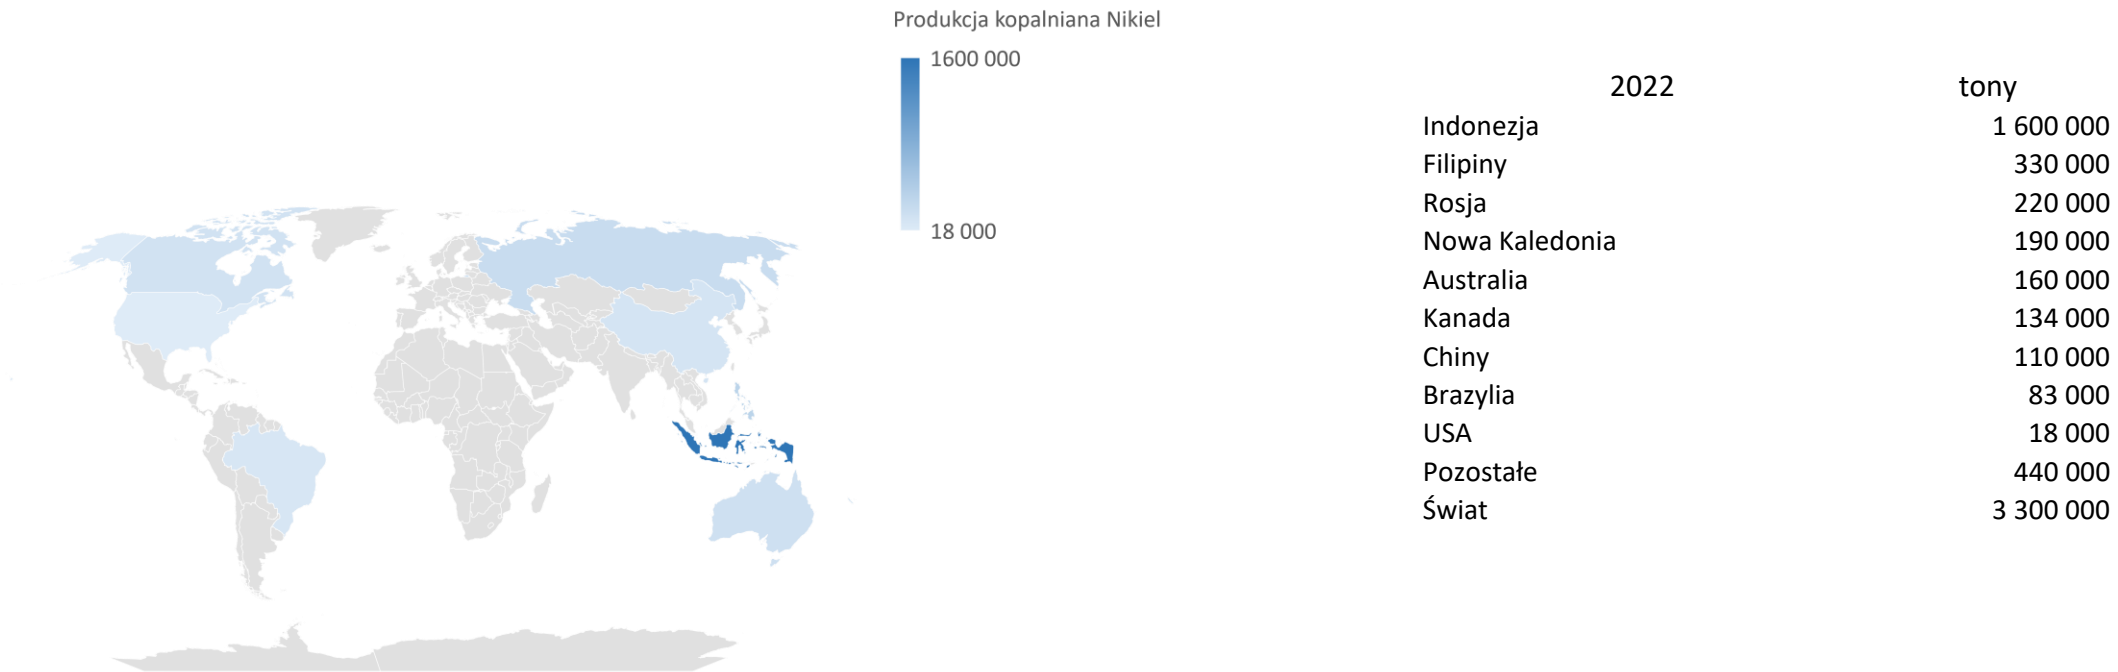 Produkcja kopalniana Nikiel
1600 000
18 000
2022 tony
Indonezja 1 600 000
Filipiny 330 000
Rosja 220 000
Nowa Kaledonia 190 000
Australia 160 000
Kanada 134 000
Chiny 110 000
Brazylia 83 000
USA 18 000
Pozostałe 440 000
Świat 3 300 000